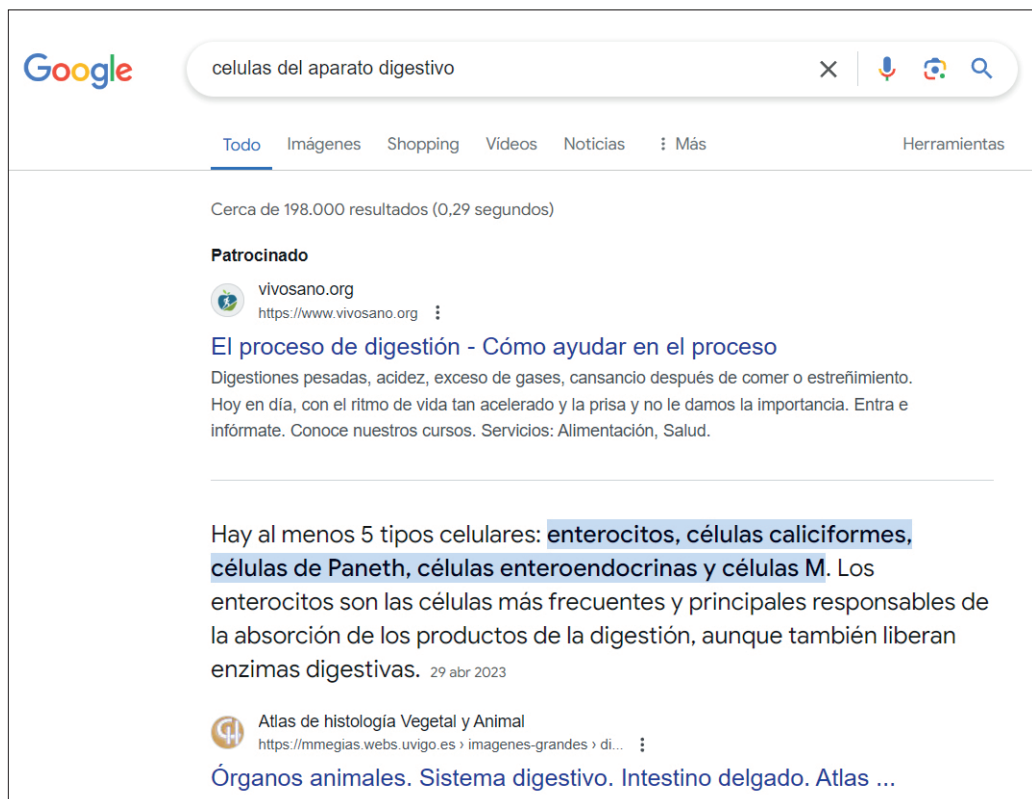 Google
celulas del aparato digestivo
Todo Imágenes Shopping Vídeos Noticias Más Herramientas
Cerca de 198.000 resultados (0,29 segundos)
Patrocinado
vivosano.org
https://www.vivosano.org
El proceso de digestión - Cómo ayudar en el proceso
Digestiones pesadas, acidez, exceso de gases, cansancio después de comer o estreñimiento.
Hoy en día, con el ritmo de vida tan acelerado y la prisa y no le damos la importancia. Entra e
infórmate. Conoce nuestros cursos. Servicios: Alimentación, Salud.
Hay al menos 5 tipos celulares: enterocitos, células caliciformes,
células de Paneth, células enteroendocrinas y células M. Los
enterocitos son las células más frecuentes y principales responsables de
la absorción de los productos de la digestión, aunque también liberan
enzimas digestivas. 29 abr 2023
Atlas de histología Vegetal y Animal
https://mmegias.webs.uvigo.es › imagenes-grandes › di...
Órganos animales. Sistema digestivo. Intestino delgado. Atlas ...